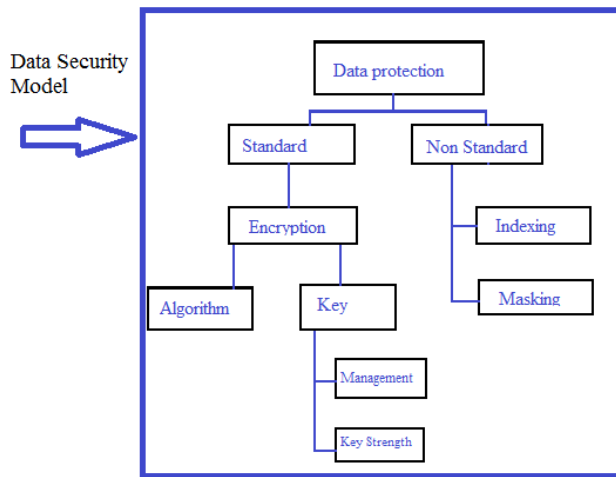 Data Security
Model
Data protection
Standard
Non Standard
Encryption
Indexing
Algorithm
Key
Masking
Management
Key Strength